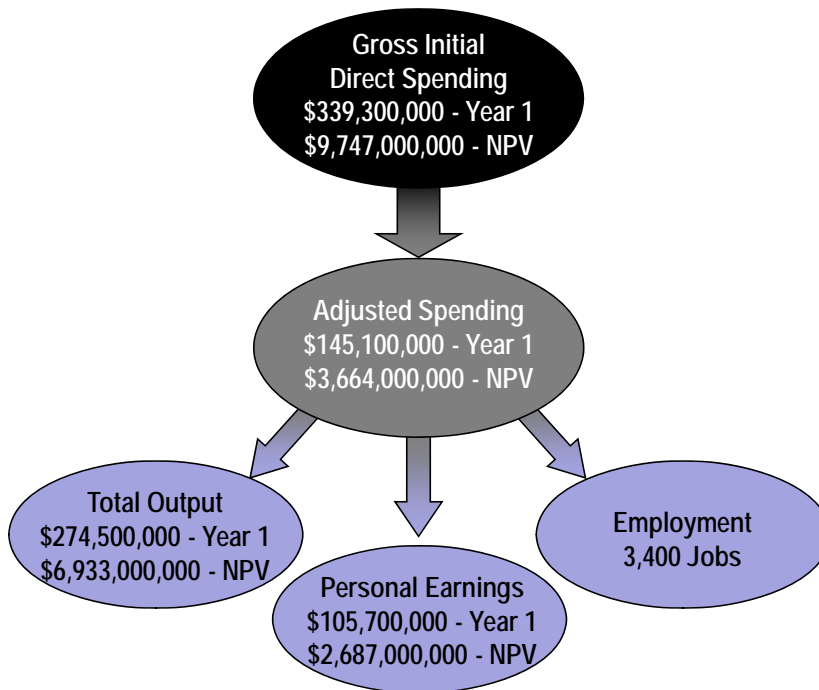 Gross Initial
Direct Spending
$339,300,000 - Year 1
$9,747,000,000 - NPV
Adjusted Spending
$145,100,000 - Year 1
$3,664,000,000 - NPV
Total Output
$274,500,000 - Year 1
$6,933,000,000 - NPV
Personal Earnings
$105,700,000 - Year 1
$2,687,000,000 - NPV
Employment
3,400 Jobs